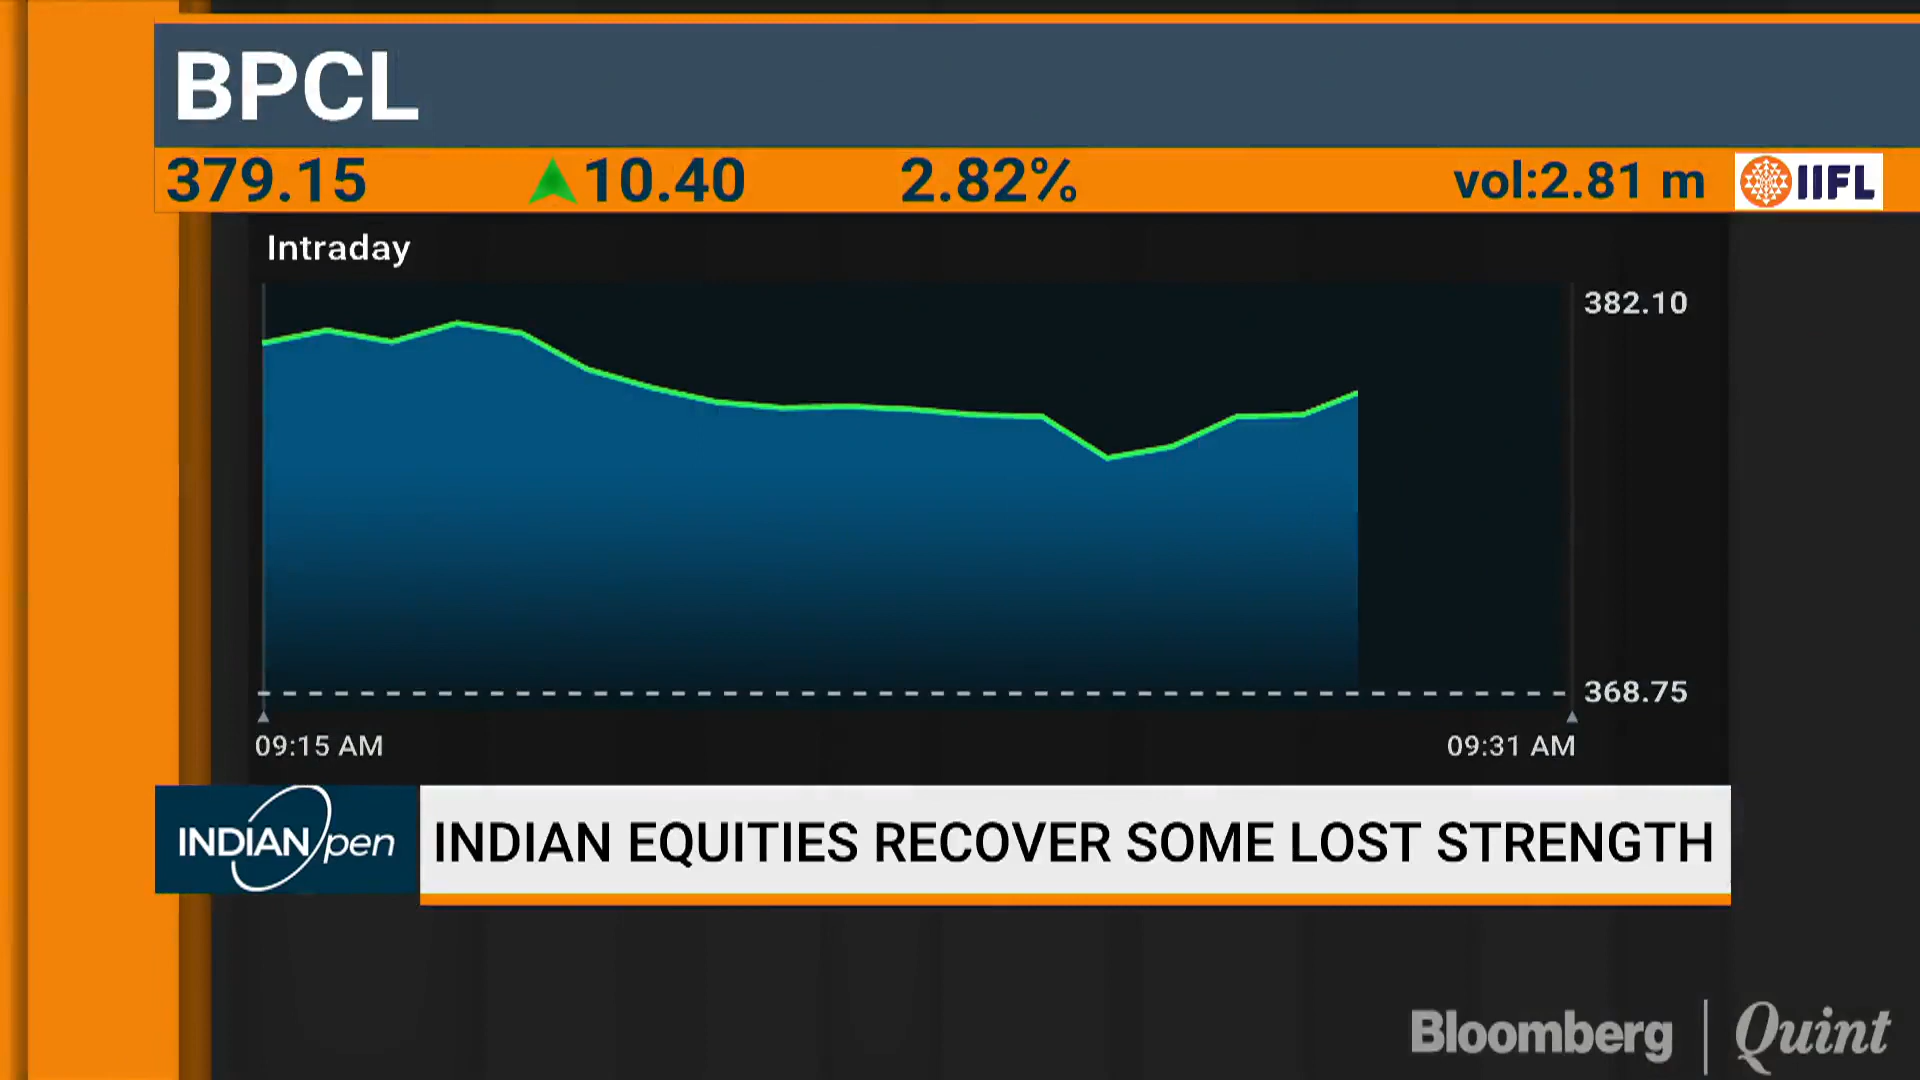 BPCL
379.15 10.40 2.82% vol:2.81 m IIFL
Intraday
382.10
368.75
09:15 AM 09:31 AM
INDIAN Open INDIAN EQUITIES RECOVER SOME LOST STRENGTH
Bloomberg | Quint